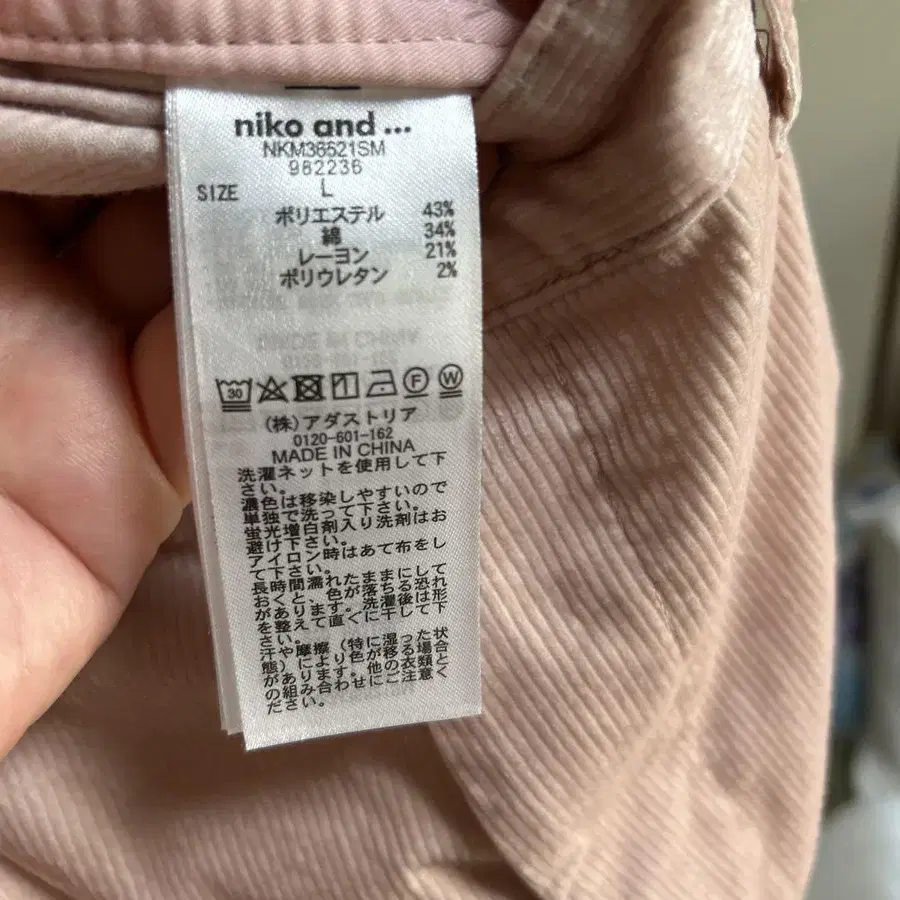 niko and ...
NKM36521SM
982236
SIZE L
ポリエステル 43%
綿 34%
レーヨン 21%
ポリウレタン 2%
30
F W
(株)アダストリア
0120-601-162
MADE IN CHINA
洗濯ネットを使用して下
さい。
濃色は移染しやすいので
単独で洗って下さい。
蛍光増白剤入り洗剤はお
避け下さい。
アイロン時はあて布をし
て下さい。
長時間濡れたままにして
おくと、色が落ちる恐れ
があります。洗濯後は形
を整えて直ぐに干して下
さい。
汗や摩擦(特に湿った状
態)により色が移る場合
があります。他の衣類と
の組み合わせにご注意く
ださい。